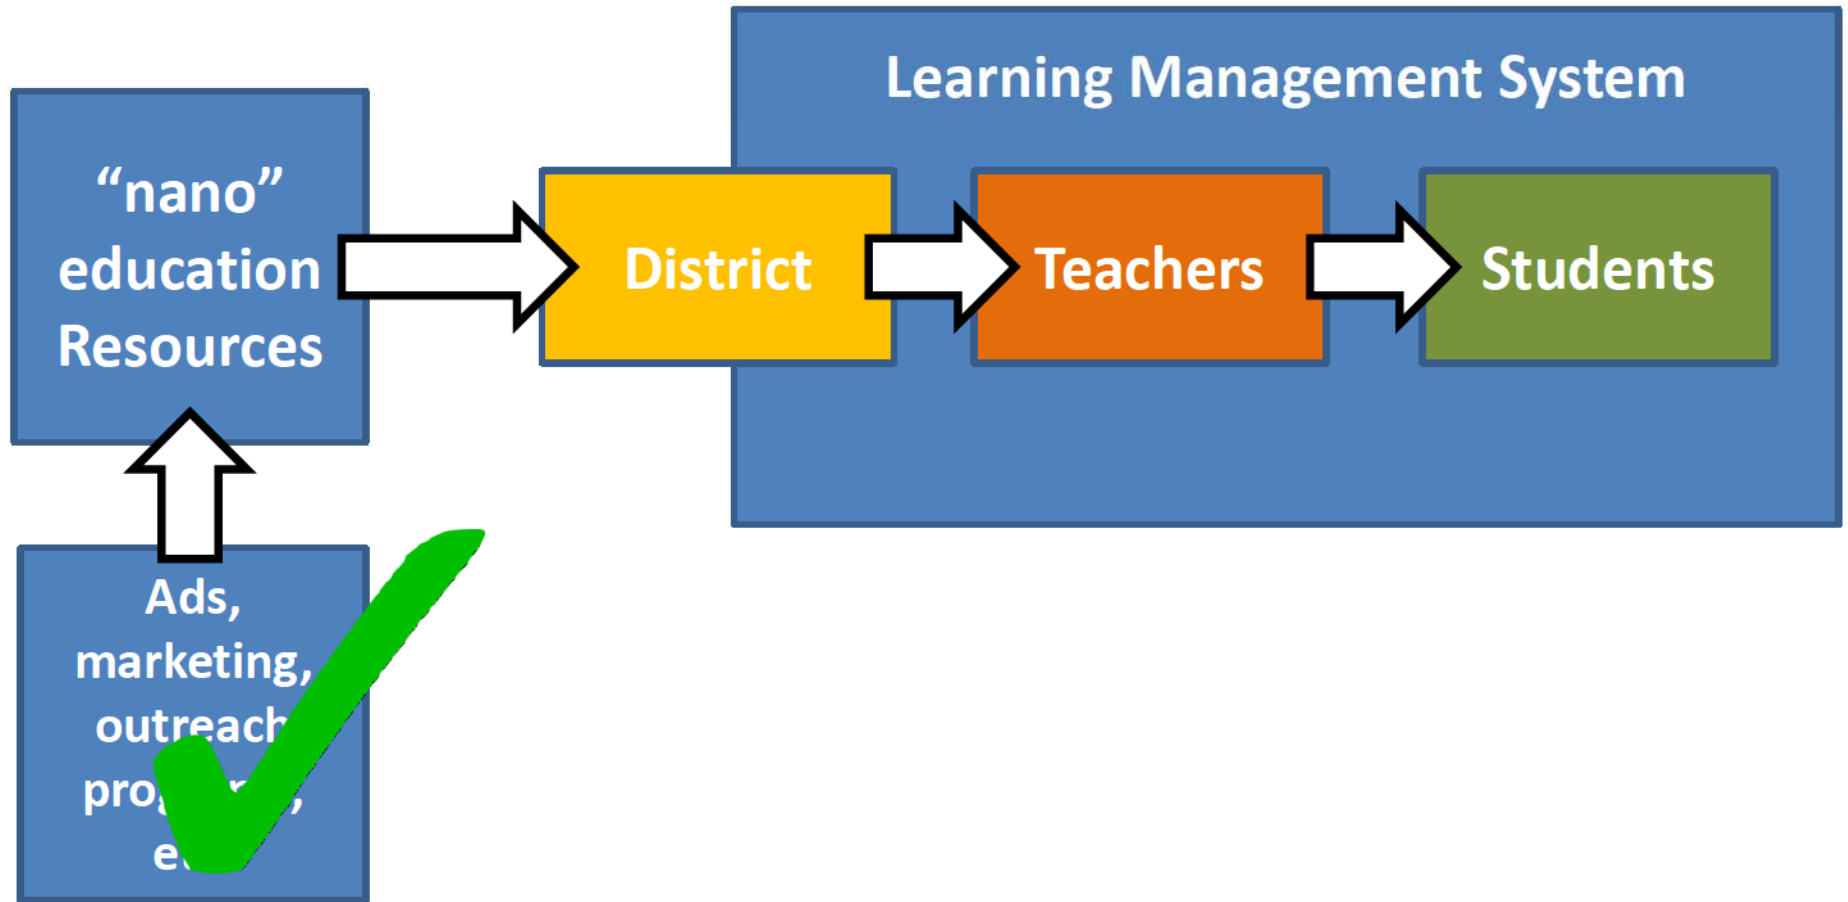 Learning Management System
“nano”
education
Resources
District
Teachers
Students
Ads,
marketing,
outreach